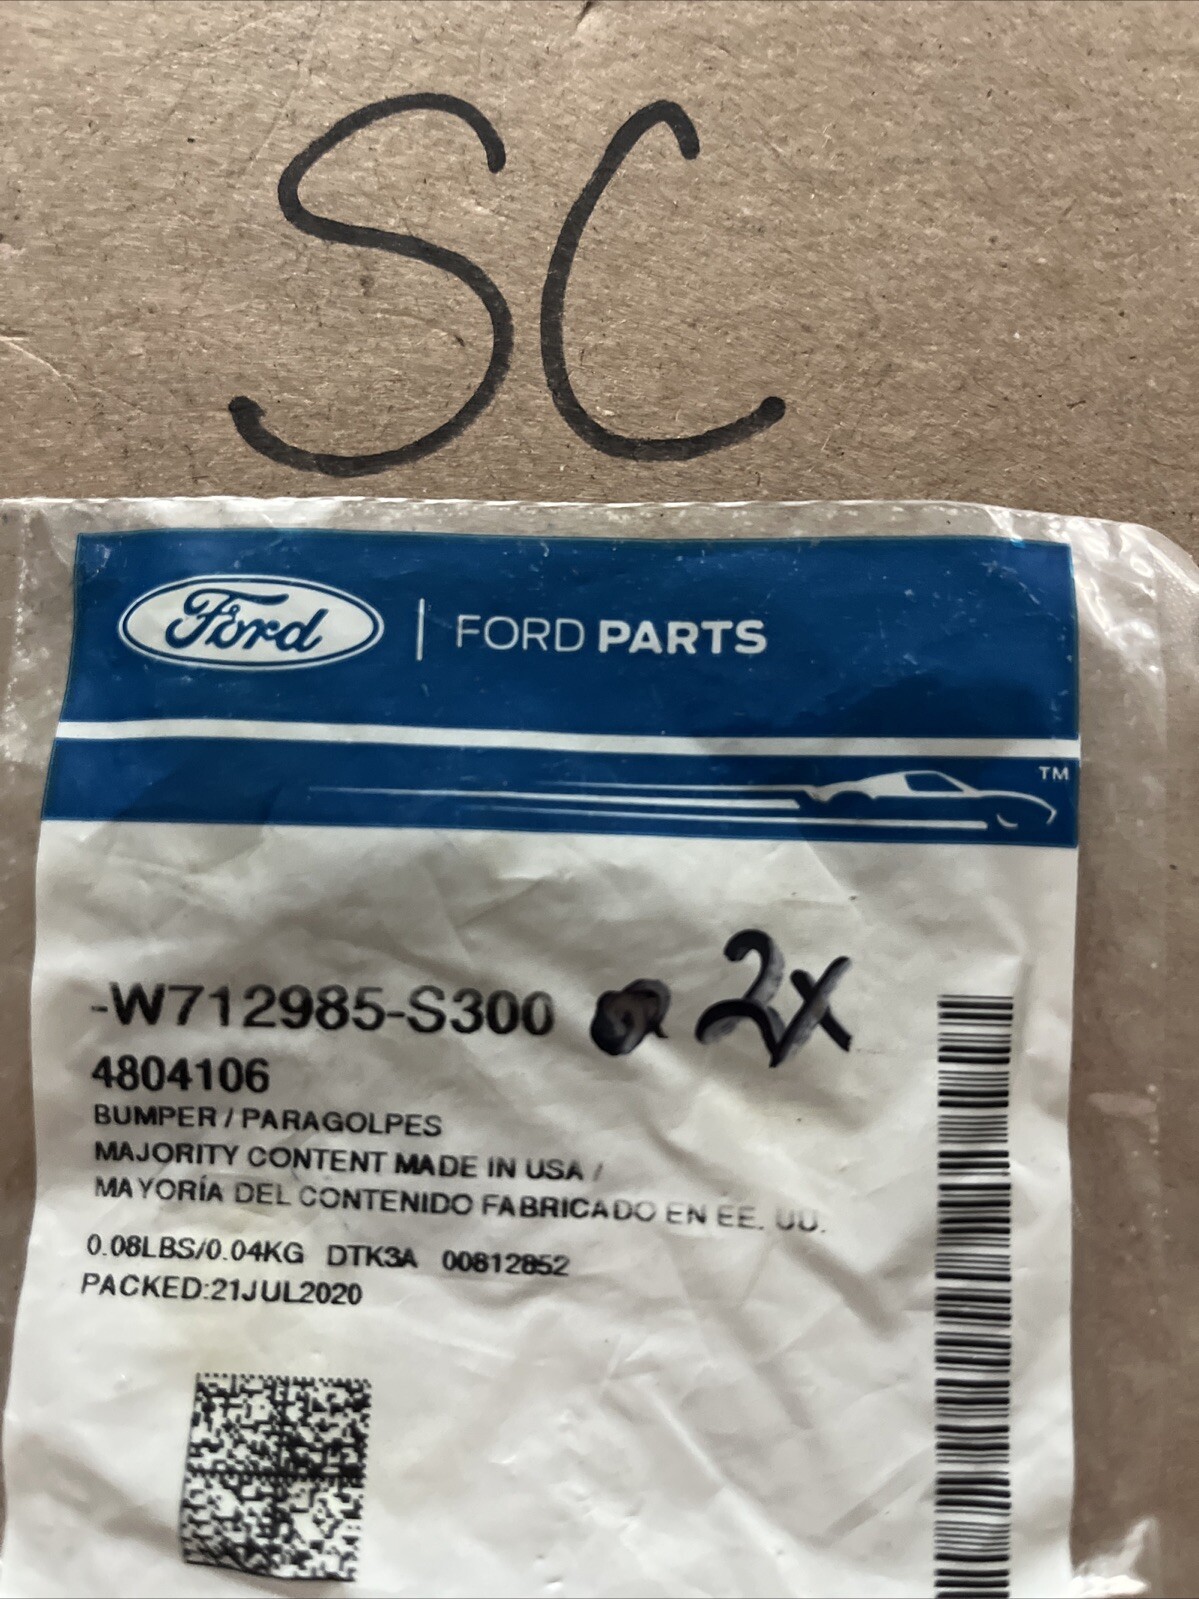 SC
Ford | FORD PARTS
TM
-W712985-S300 2x
4804106
BUMPER / PARAGOLPES
MAJORITY CONTENT MADE IN USA /
MAYORÍA DEL CONTENIDO FABRICADO EN EE. UU.
0.08LBS/0.04KG DTK3A 00812852
PACKED:21JUL2020